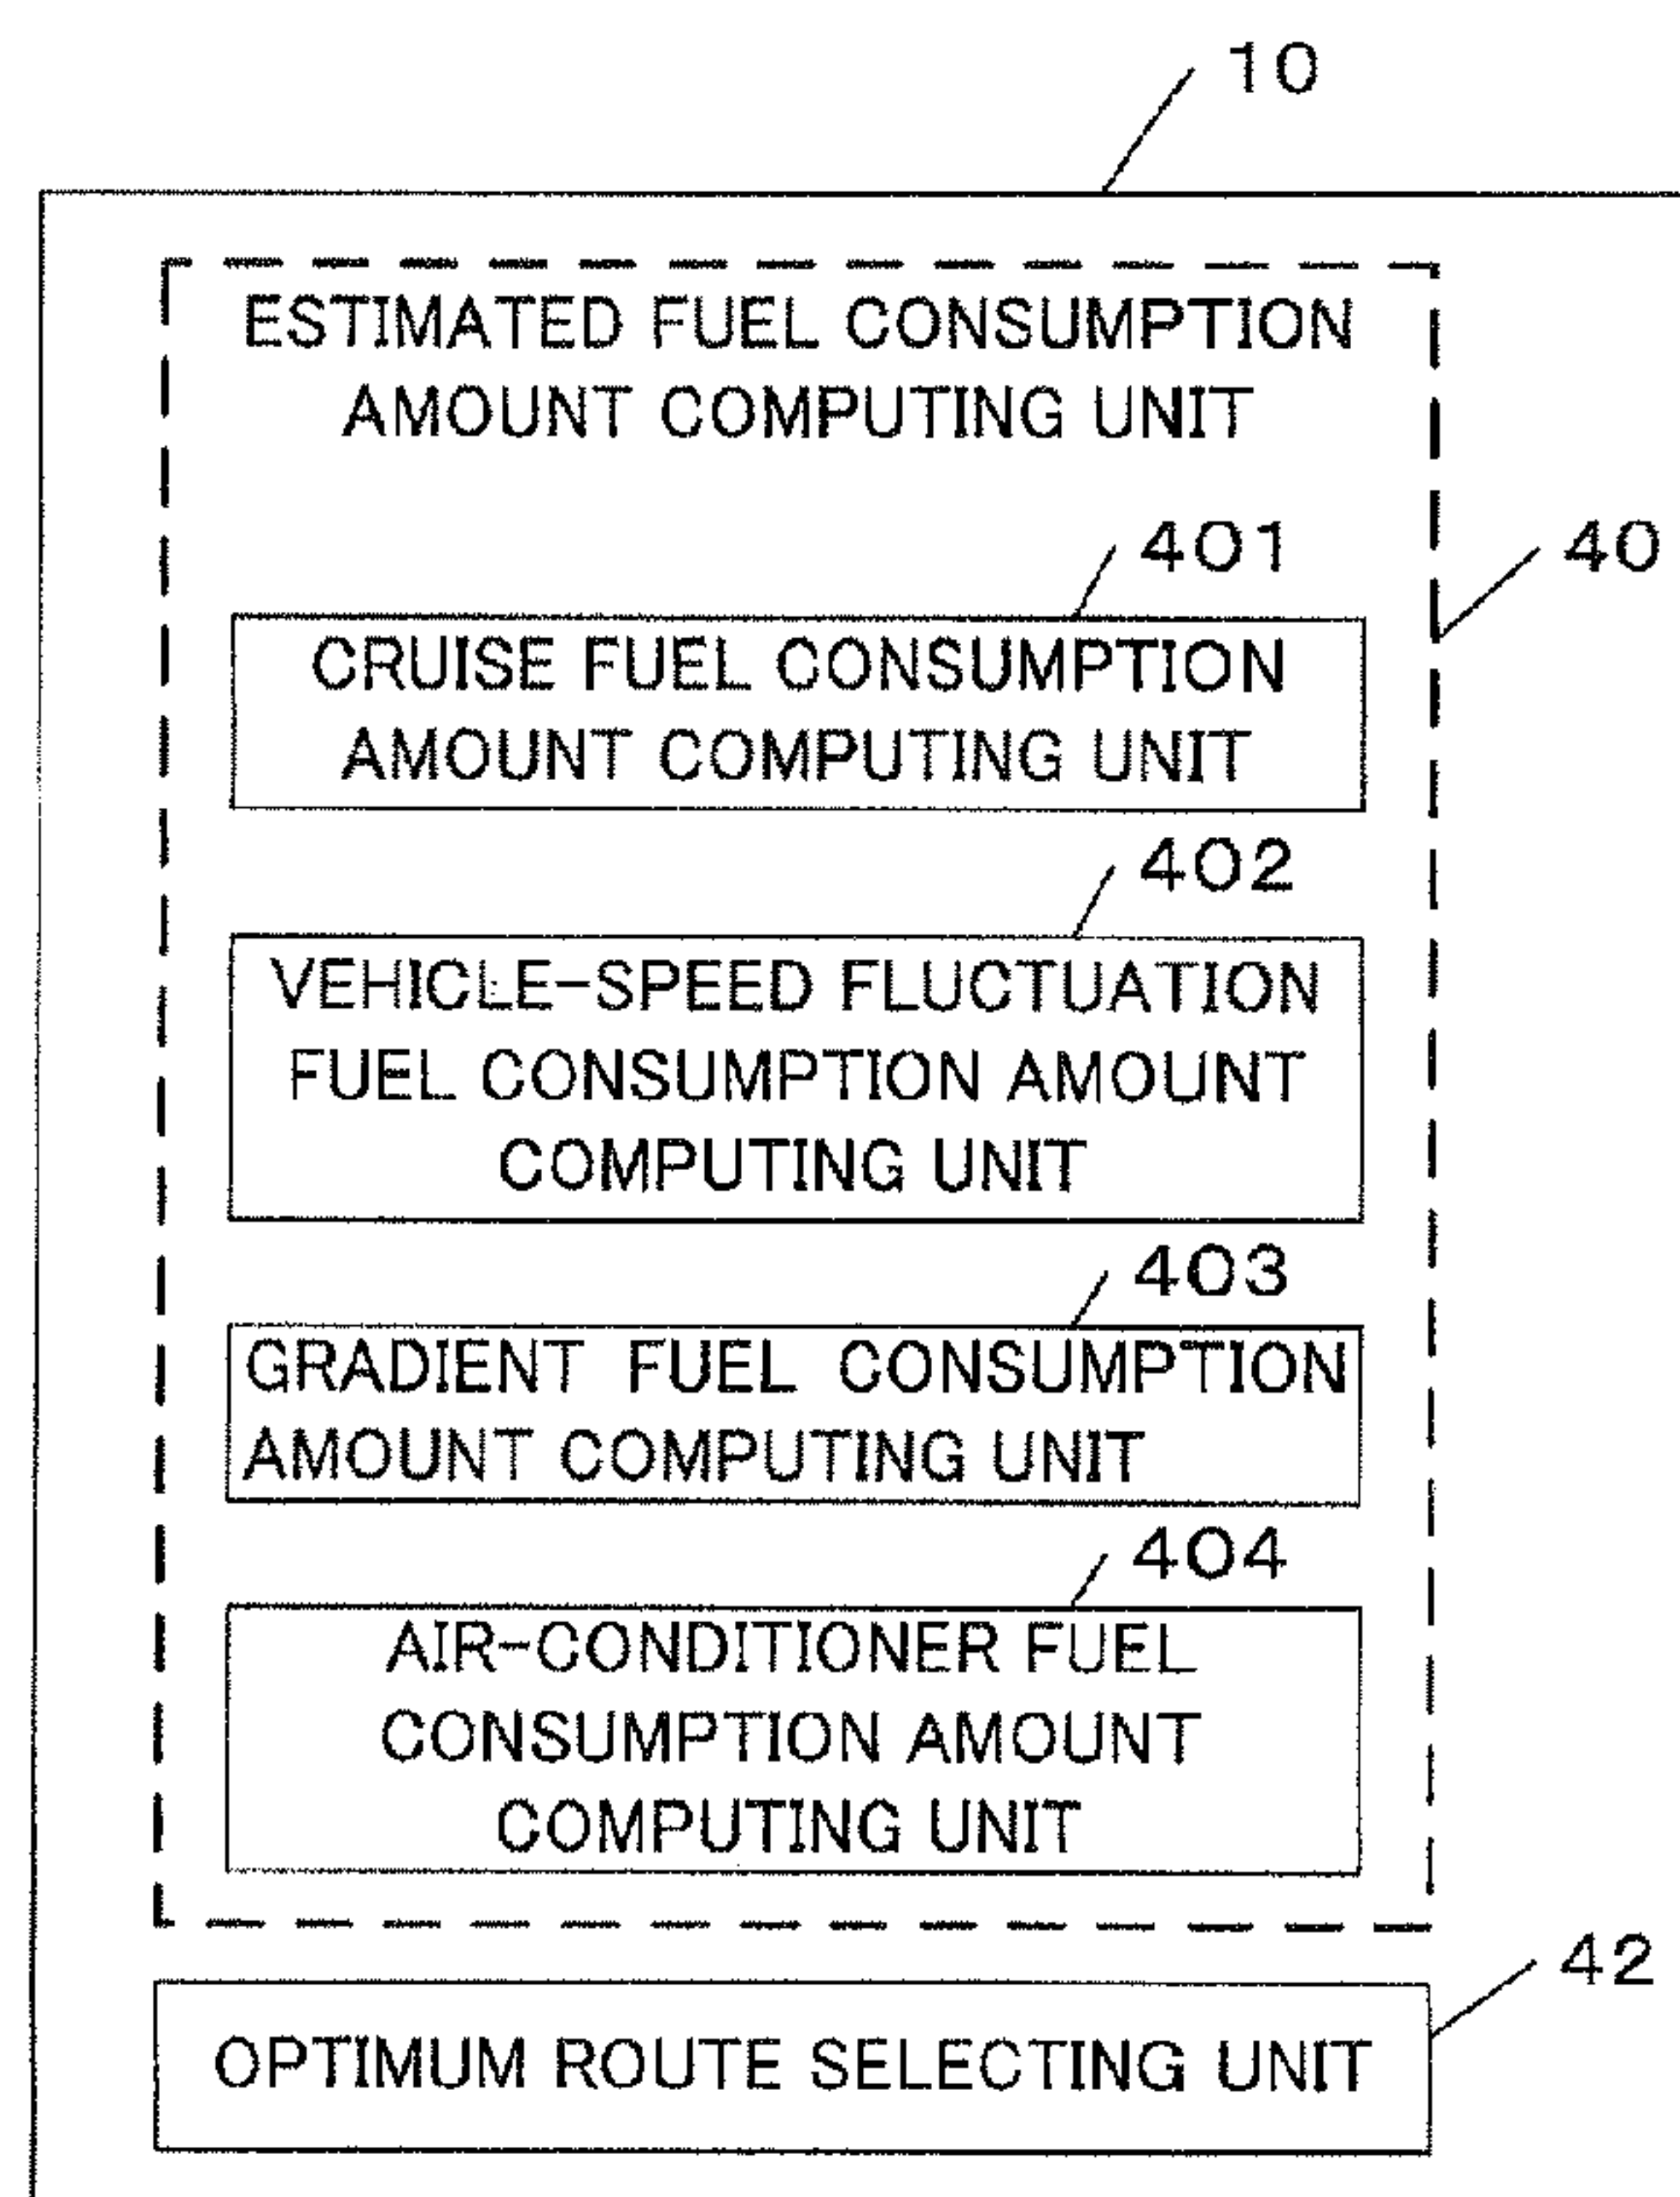 10
ESTIMATED FUEL CONSUMPTION
AMOUNT COMPUTING UNIT
401
40
CRUISE FUEL CONSUMPTION
AMOUNT COMPUTING UNIT
402
VEHICLE-SPEED FLUCTUATION
FUEL CONSUMPTION AMOUNT
COMPUTING UNIT
403
GRADIENT FUEL CONSUMPTION
AMOUNT COMPUTING UNIT
404
AIR-CONDITIONER FUEL
CONSUMPTION AMOUNT
COMPUTING UNIT
42
OPTIMUM ROUTE SELECTING UNIT